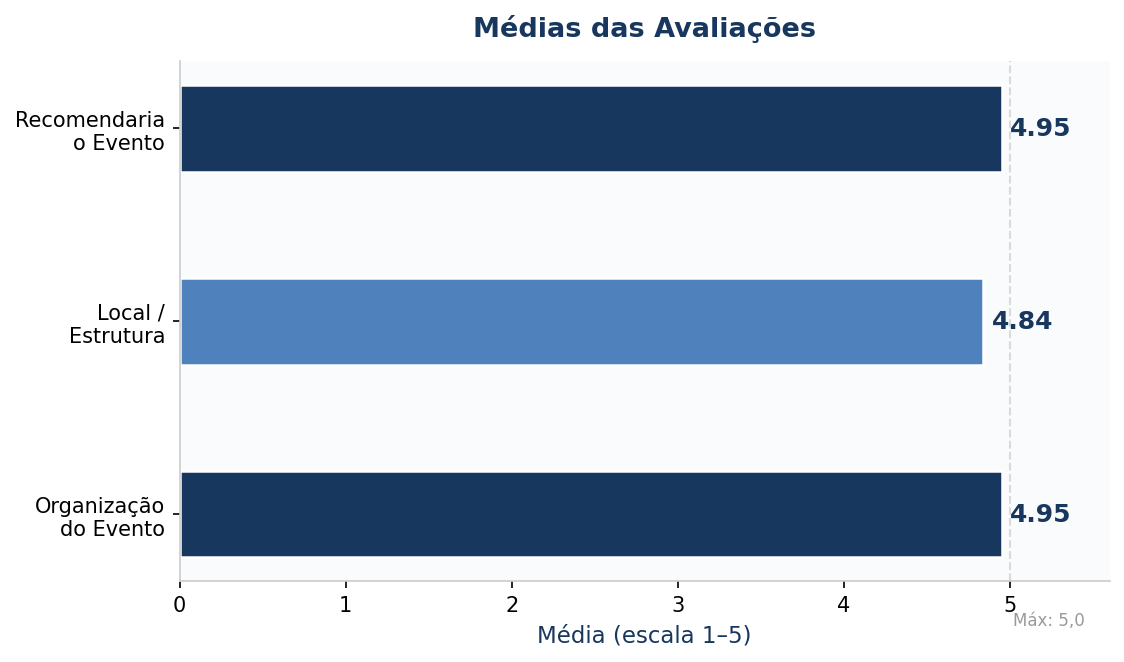 Médias das Avaliações
Recomendaria
o Evento
4.95
Local /
Estrutura
4.84
Organização
do Evento
4.95
0
1
2
3
4
5
Máx: 5,0
Média (escala 1–5)